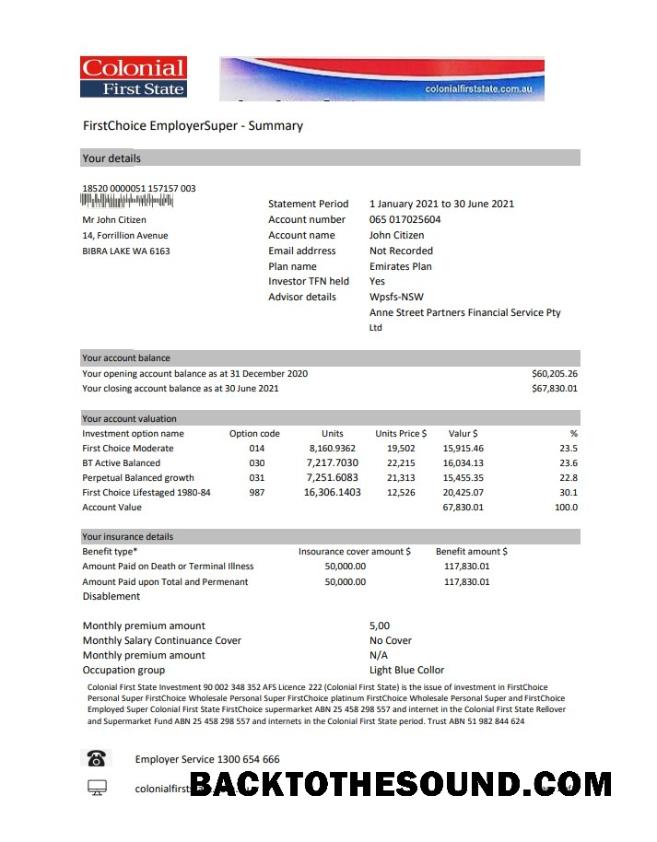 Colonial
First State
colonialfirststate.com.au
FirstChoice EmployerSuper - Summary
Your details
18520 0000051 157157 003
Statement Period 1 January 2021 to 30 June 2021
Mr John Citizen Account number 065 017025604
14, Forrillion Avenue Account name John Citizen
BIBRA LAKE WA 6163 Email addrress Not Recorded
Plan name Emirates Plan
Investor TFN held Yes
Advisor details Wpsfs-NSW
Anne Street Partners Financial Service Pty
Ltd
Your account balance
Your opening account balance as at 31 December 2020 $60,205.26
Your closing account balance as at 30 June 2021 $67,830.01
Your account valuation
Investment option name Option code Units Units Price $ Valur $ %
First Choice Moderate 014 8,160.9362 19,502 15,915.46 23.5
BT Active Balanced 030 7,217.7030 22,215 16,034.13 23.6
Perpetual Balanced growth 031 7,251.6083 21,313 15,455.35 22.8
First Choice Lifestaged 1980-84 987 16,306.1403 12,526 20,425.07 30.1
Account Value 67,830.01 100.0
Your insurance details
Benefit type* Insourance cover amount $ Benefit amount $
Amount Paid on Death or Terminal Illness 50,000.00 117,830.01
Amount Paid upon Total and Permenant 50,000.00 117,830.01
Disablement
Monthly premium amount 5,00
Monthly Salary Continuance Cover No Cover
Monthly premium amount N/A
Occupation group Light Blue Collor
Colonial First State Investment 90 002 348 352 AFS Licence 222 (Colonial First State) is the issue of investment in FirstChoice
Personal Super FirstChoice Wholesale Personal Super FirstChoice platinum FirstChoice Wholesale Personal Super and FirstChoice
Employed Super Colonial First State FirstChoice supermarket ABN 25 458 298 557 and internet in the Colonial First State Rellover
and Supermarket Fund ABN 25 458 298 557 and internets in the Colonial First State period. Trust ABN 51 982 844 624
Employer Service 1300 654 666
BACKTOTHESOUND.COM